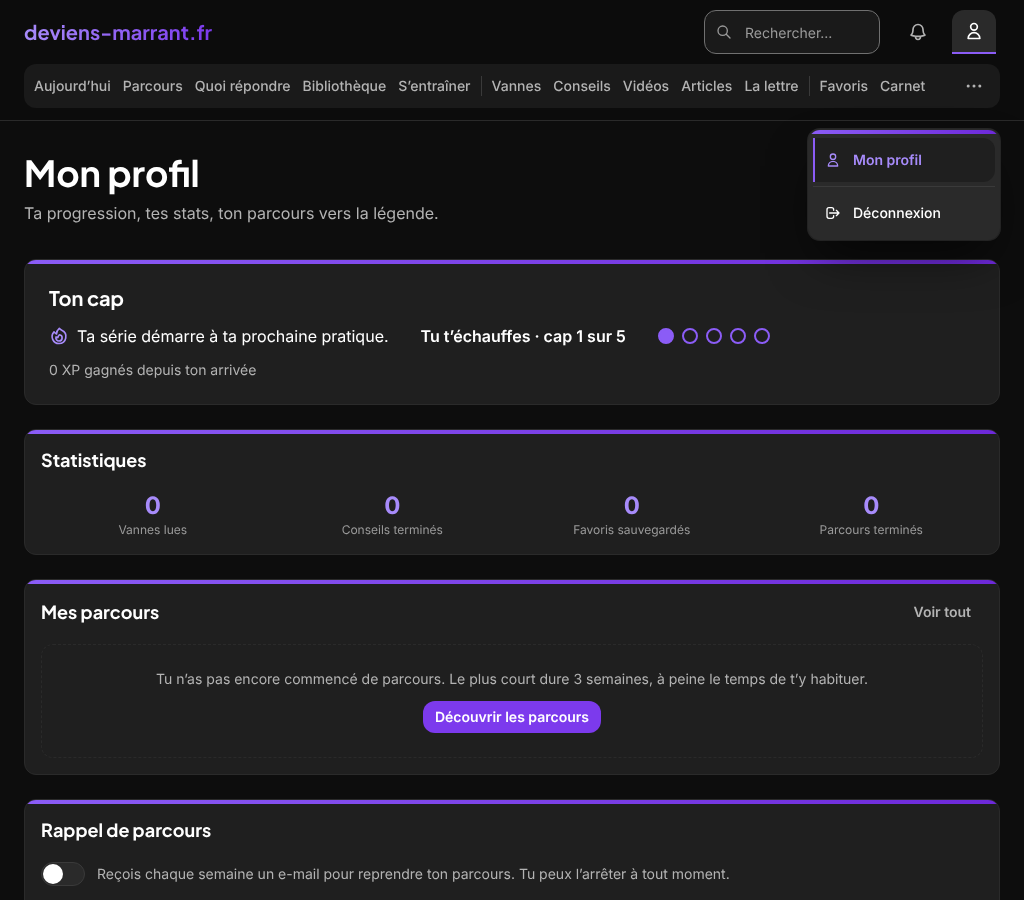 deviens-marrant.fr
Rechercher...
Aujourd’hui Parcours Quoi répondre Bibliothèque S’entraîner Vannes Conseils Vidéos Articles La lettre Favoris Carnet
Mon profil
Déconnexion
Mon profil
Ta progression, tes stats, ton parcours vers la légende.
Ton cap
Ta série démarre à ta prochaine pratique. Tu t’échauffes · cap 1 sur 5
0 XP gagnés depuis ton arrivée
Statistiques
0 0 0 0
Vannes lues Conseils terminés Favoris sauvegardés Parcours terminés
Mes parcours Voir tout
Tu n’as pas encore commencé de parcours. Le plus court dure 3 semaines, à peine le temps de t’y habituer.
Découvrir les parcours
Rappel de parcours
Reçois chaque semaine un e-mail pour reprendre ton parcours. Tu peux l’arrêter à tout moment.